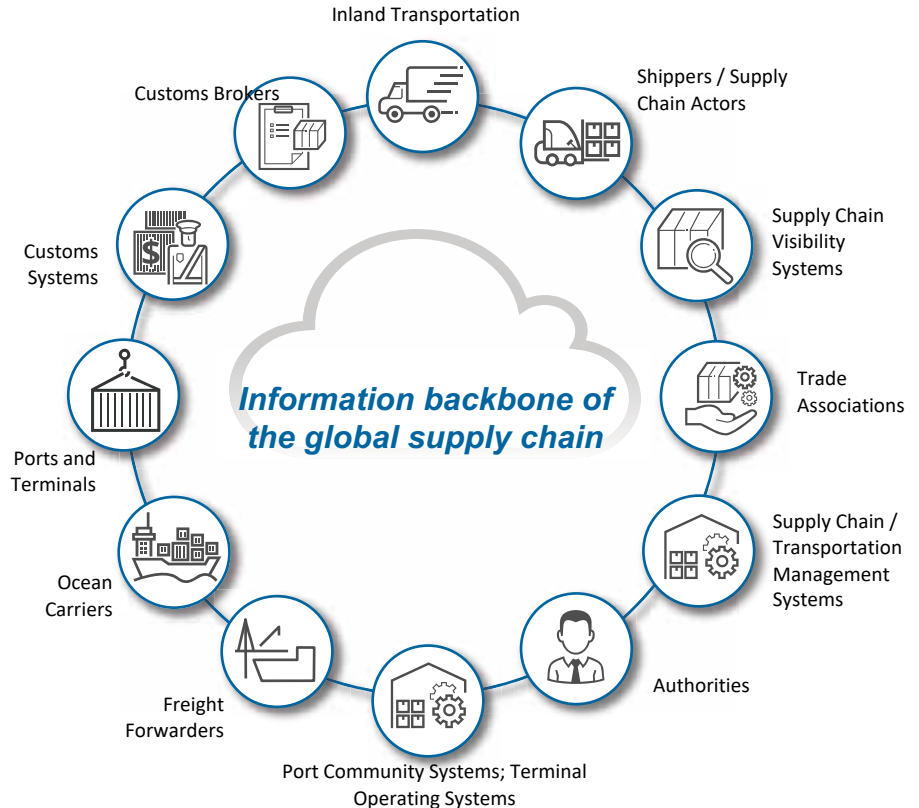 Inland Transportation
Customs Brokers
Shippers / Supply
Chain Actors
Customs
Systems
$
Supply Chain
Visibility
Systems
Information backbone of
the global supply chain
Trade
Associations
Ports and
Terminals
Supply Chain /
Transportation
Management
Systems
Ocean
Carriers
Authorities
Freight
Forwarders
Port Community Systems; Terminal
Operating Systems